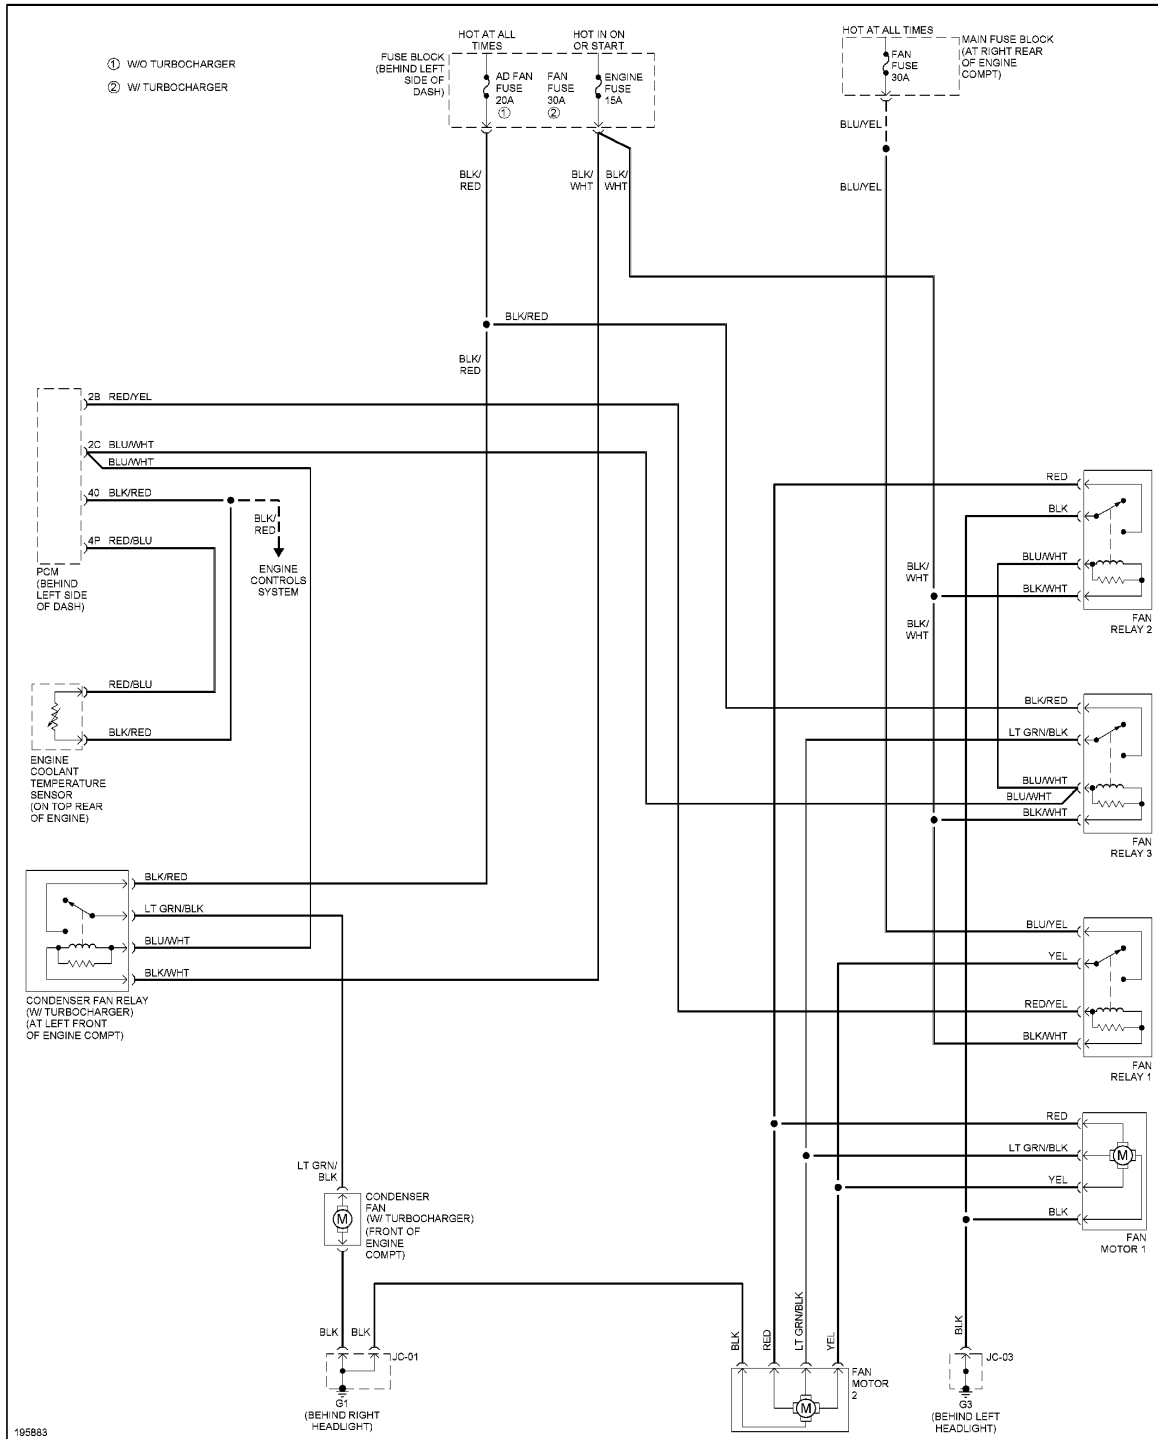 ① W/O TURBOCHARGER
② W/ TURBOCHARGER
HOT AT ALL
TIMES
HOT IN ON
OR START
FUSE BLOCK
(BEHIND LEFT
SIDE OF
DASH)
AD FAN
FUSE
20A
①
FAN
FUSE
30A
②
ENGINE
FUSE
15A
HOT AT ALL TIMES
FAN
FUSE
30A
MAIN FUSE BLOCK
(AT RIGHT REAR
OF ENGINE
COMPT)
BLU/YEL
BLU/YEL
BLK/
RED
BLK/
WHT
BLK/
WHT
BLK/RED
BLK/
RED
2B RED/YEL
2C BLU/WHT
BLU/WHT
40 BLK/RED
BLK/
RED
4P RED/BLU
ENGINE
CONTROLS
SYSTEM
PCM
(BEHIND
LEFT SIDE
OF DASH)
RED
BLK
BLU/WHT
BLK/WHT
FAN
RELAY 2
BLK/
WHT
BLK/
WHT
RED/BLU
BLK/RED
ENGINE
COOLANT
TEMPERATURE
SENSOR
(ON TOP REAR
OF ENGINE)
BLK/RED
LT GRN/BLK
BLU/WHT
BLU/WHT
BLK/WHT
FAN
RELAY 3
BLK/RED
LT GRN/BLK
BLU/WHT
BLK/WHT
CONDENSER FAN RELAY
(W/ TURBOCHARGER)
(AT LEFT FRONT
OF ENGINE COMPT)
BLU/YEL
YEL
RED/YEL
BLK/WHT
FAN
RELAY 1
RED
LT GRN/BLK
YEL
BLK
M
FAN
MOTOR 1
LT GRN/
BLK
M
CONDENSER
FAN
(W/ TURBOCHARGER)
(FRONT OF
ENGINE
COMPT)
BLK
BLK
JC-01
G1
(BEHIND RIGHT
HEADLIGHT)
BLK
RED
LT GRN/BLK
YEL
M
FAN
MOTOR
2
BLK
JC-03
G3
(BEHIND LEFT
HEADLIGHT)
195883